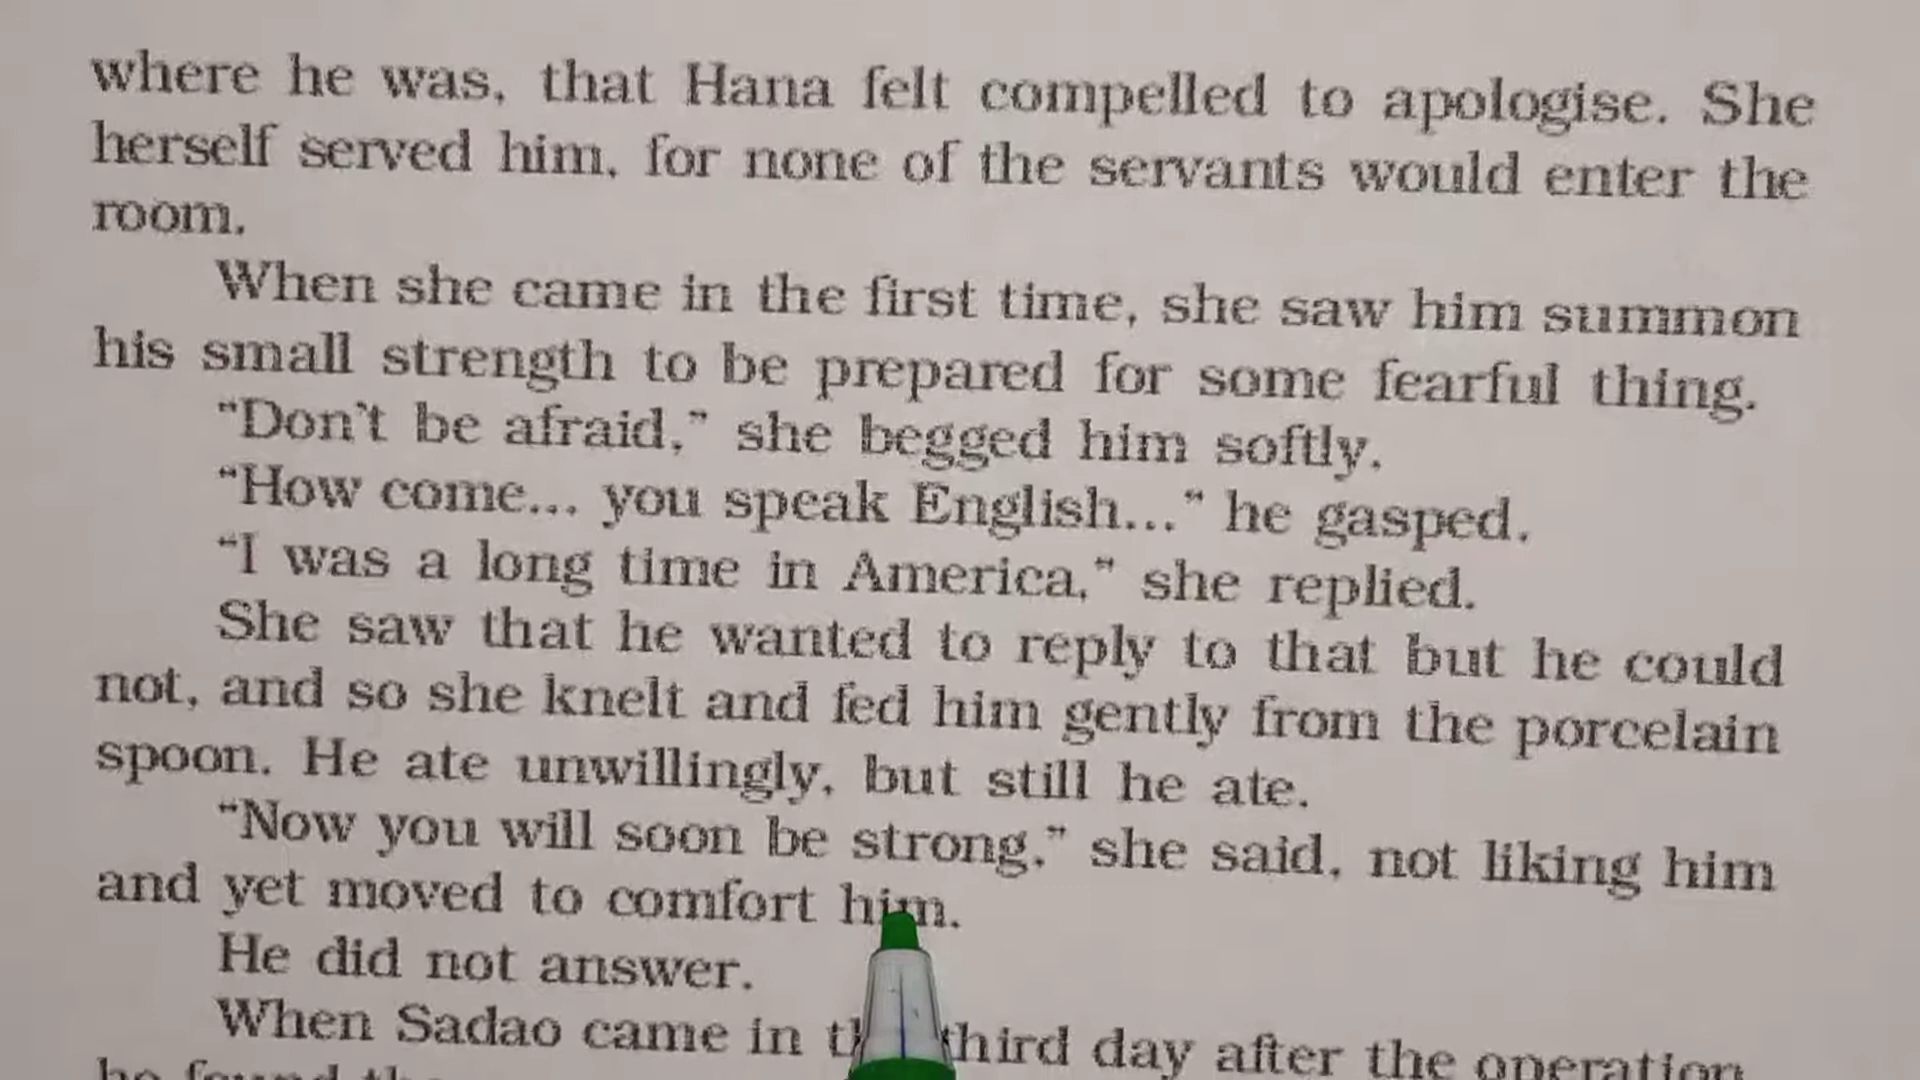 where he was, that Hana felt compelled to apologise. She
herself served him, for none of the servants would enter the
room.
When she came in the first time, she saw him summon
his small strength to be prepared for some fearful thing.
“Don't be afraid,” she begged him softly.
“How come... you speak English...” he gasped.
“I was a long time in America,” she replied.
She saw that he wanted to reply to that but he could
not, and so she knelt and fed him gently from the porcelain
spoon. He ate unwillingly, but still he ate.
“Now you will soon be strong,” she said, not liking him
and yet moved to comfort him.
He did not answer.
When Sadao came in third day after the operation